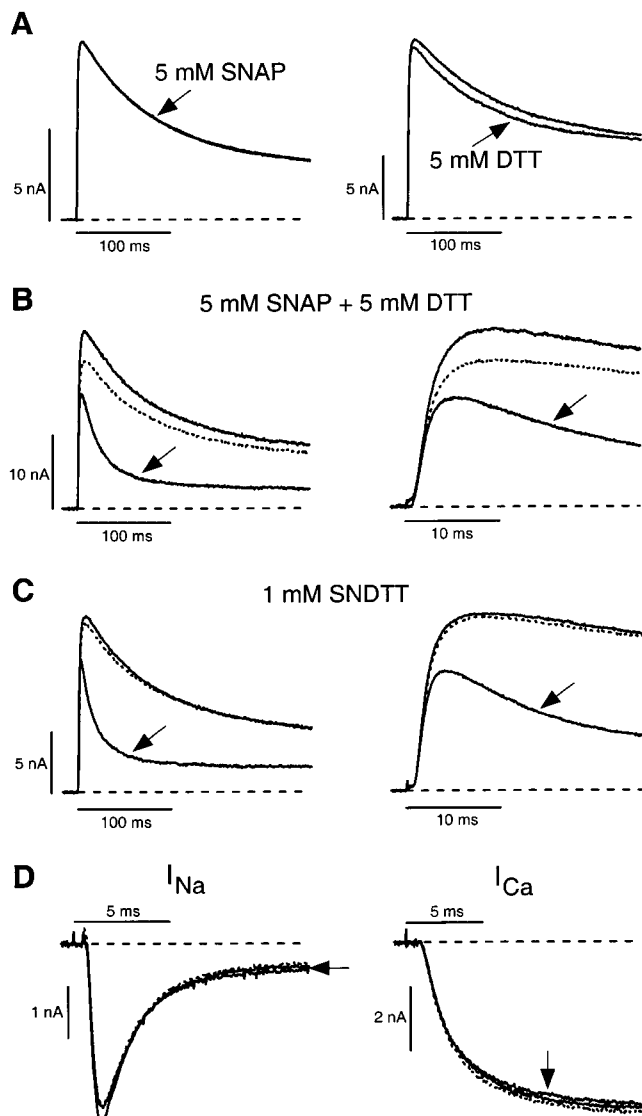 A
5 mM SNAP
5 mM DTT
5 nA
5 nA
100 ms
100 ms
B
5 mM SNAP + 5 mM DTT
10 nA
100 ms
10 ms
C
1 mM SNDTT
5 nA
100 ms
10 ms
D
INa
ICa
5 ms
5 ms
1 nA
2 nA